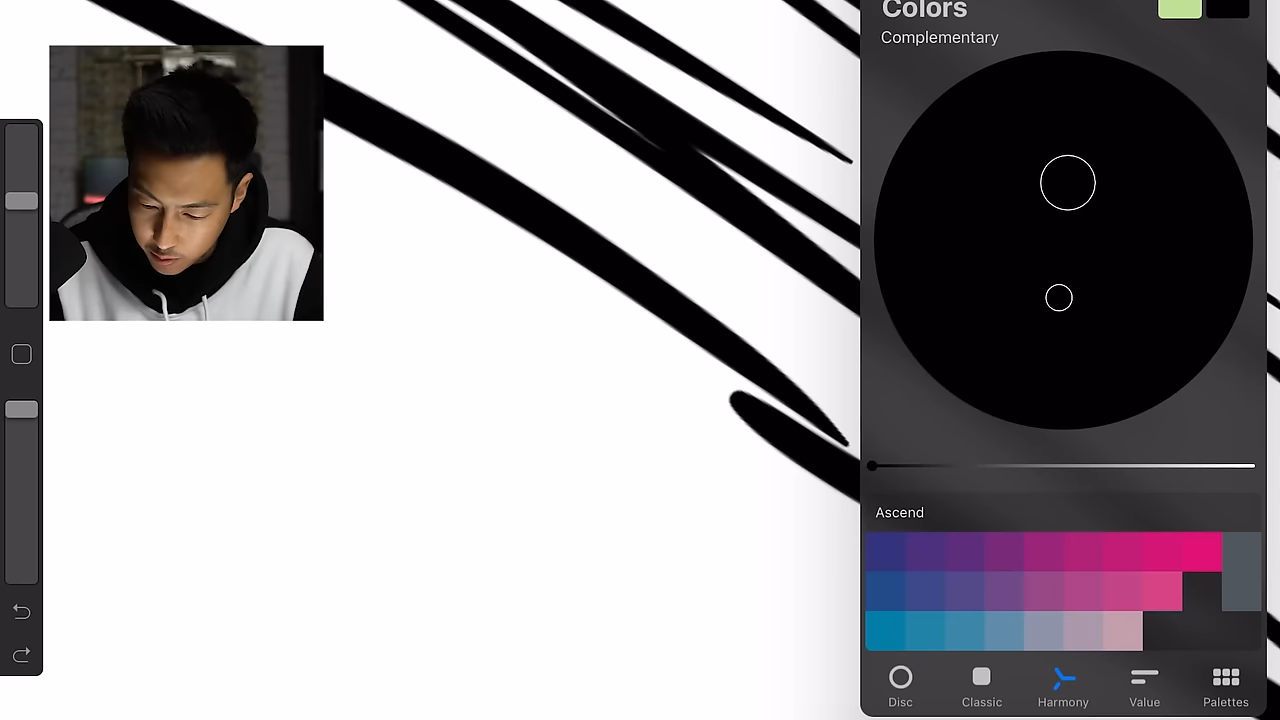 Colors
Complementary
Ascend
Disc
Classic
Harmony
Value
Palettes